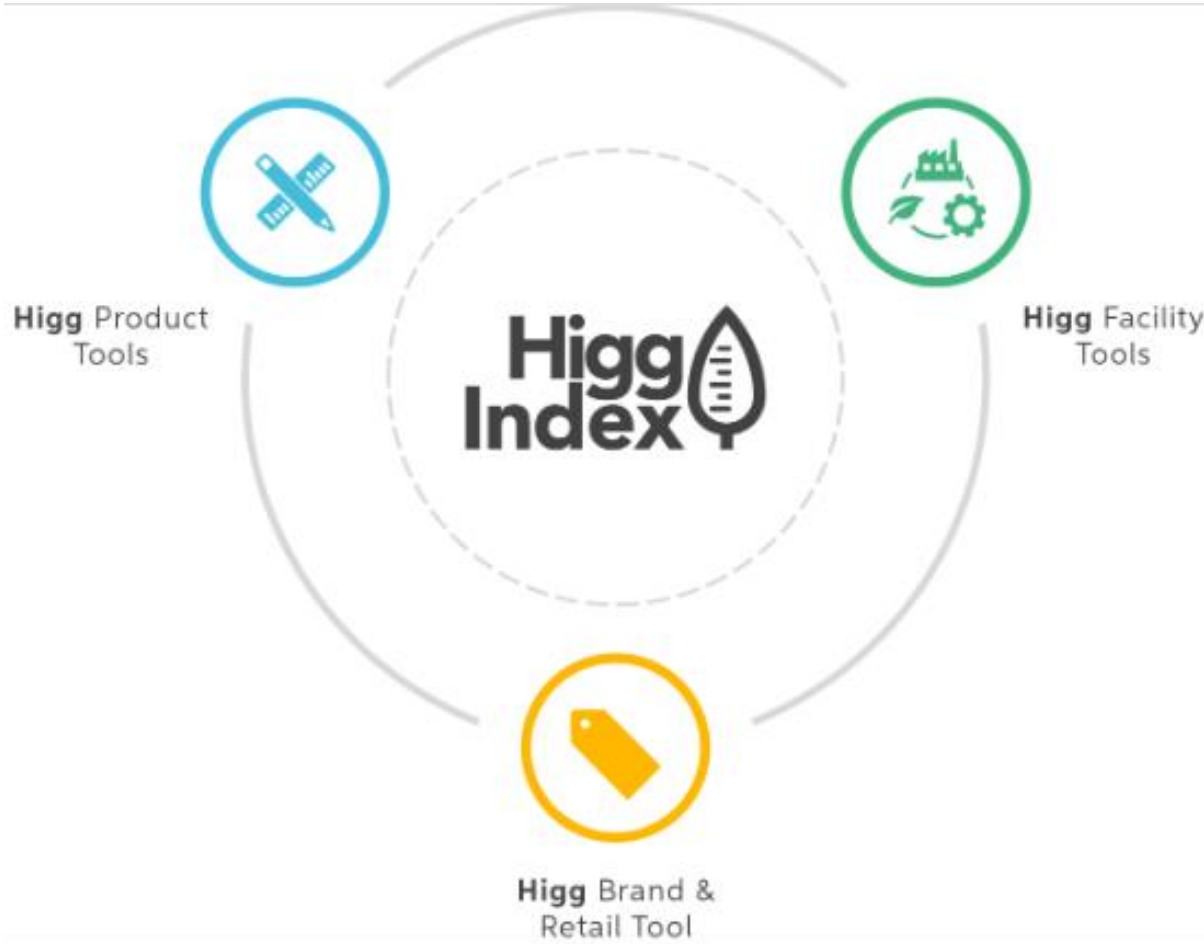 Higg Product
Tools
Higg Facility
Tools
Higg
Index
Higg Brand &
Retail Tool